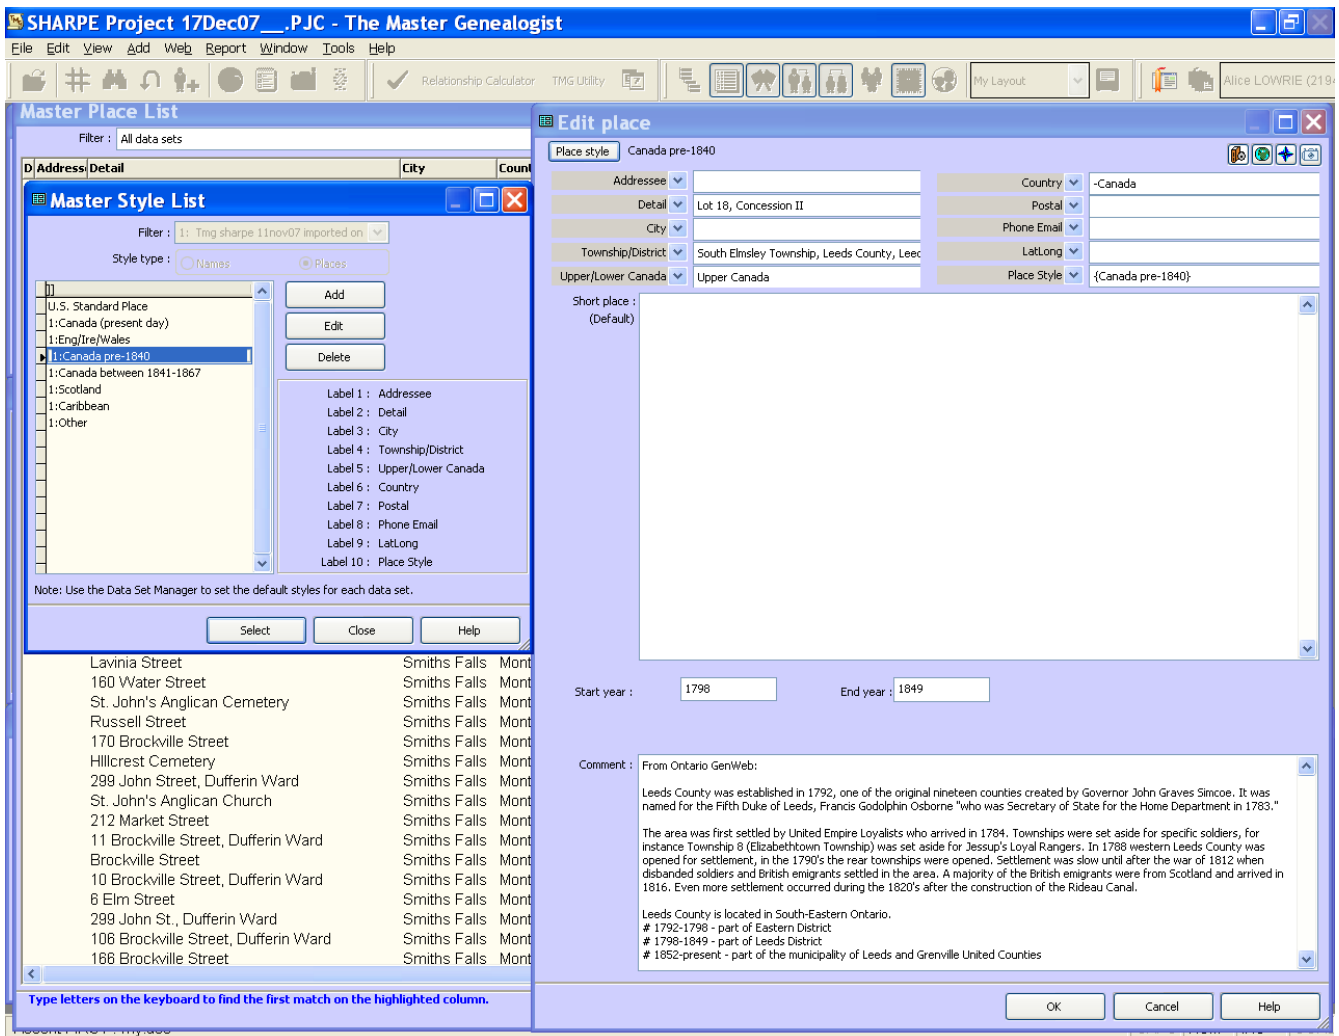 SHARPE Project 17Dec07__.PJC - The Master Genealogist
File Edit View Add Web Report Window Tools Help
Relationship Calculator TMG Utility My Layout Alice LOWRIE (219
Master Place List
Filter : All data sets
D Address Detail City Count
Master Style List
Filter : 1: Tmg sharpe 11nov07 imported on
Style type : Names Places
U.S. Standard Place
1:Canada (present day)
1:Eng/Ire/Wales
1:Canada pre-1840
1:Canada between 1841-1867
1:Scotland
1:Caribbean
1:Other
Add
Edit
Delete
Label 1 : Addressee
Label 2 : Detail
Label 3 : City
Label 4 : Township/District
Label 5 : Upper/Lower Canada
Label 6 : Country
Label 7 : Postal
Label 8 : Phone Email
Label 9 : LatLong
Label 10 : Place Style
Note: Use the Data Set Manager to set the default styles for each data set.
Select Close Help
Lavinia Street Smiths Falls Mont
160 Water Street Smiths Falls Mont
St. John's Anglican Cemetery Smiths Falls Mont
Russell Street Smiths Falls Mont
170 Brockville Street Smiths Falls Mont
HIllcrest Cemetery Smiths Falls Mont
299 John Street, Dufferin Ward Smiths Falls Mont
St. John's Anglican Church Smiths Falls Mont
212 Market Street Smiths Falls Mont
11 Brockville Street, Dufferin Ward Smiths Falls Mont
Brockville Street Smiths Falls Mont
10 Brockville Street, Dufferin Ward Smiths Falls Mont
6 Elm Street Smiths Falls Mont
299 John St., Dufferin Ward Smiths Falls Mont
106 Brockville Street, Dufferin Ward Smiths Falls Mont
166 Brockville Street Smiths Falls Mont
Type letters on the keyboard to find the first match on the highlighted column.
Edit place
Place style Canada pre-1840
Addressee
Detail Lot 18, Concession II
City
Township/District South Elmsley Township, Leeds County, Leed
Upper/Lower Canada Upper Canada
Country -Canada
Postal
Phone Email
LatLong
Place Style {Canada pre-1840}
Short place :
(Default)
Start year : 1798 End year : 1849
Comment : From Ontario GenWeb:
Leeds County was established in 1792, one of the original nineteen counties created by Governor John Graves Simcoe. It was
named for the Fifth Duke of Leeds, Francis Godolphin Osborne "who was Secretary of State for the Home Department in 1783."
The area was first settled by United Empire Loyalists who arrived in 1784. Townships were set aside for specific soldiers, for
instance Township 8 (Elizabethtown Township) was set aside for Jessup's Loyal Rangers. In 1788 western Leeds County was
opened for settlement, in the 1790's the rear townships were opened. Settlement was slow until after the war of 1812 when
disbanded soldiers and British emigrants settled in the area. A majority of the British emigrants were from Scotland and arrived in
1816. Even more settlement occurred during the 1820's after the construction of the Rideau Canal.
Leeds County is located in South-Eastern Ontario.
# 1792-1798 - part of Eastern District
# 1798-1849 - part of Leeds District
# 1852-present - part of the municipality of Leeds and Grenville United Counties
OK Cancel Help